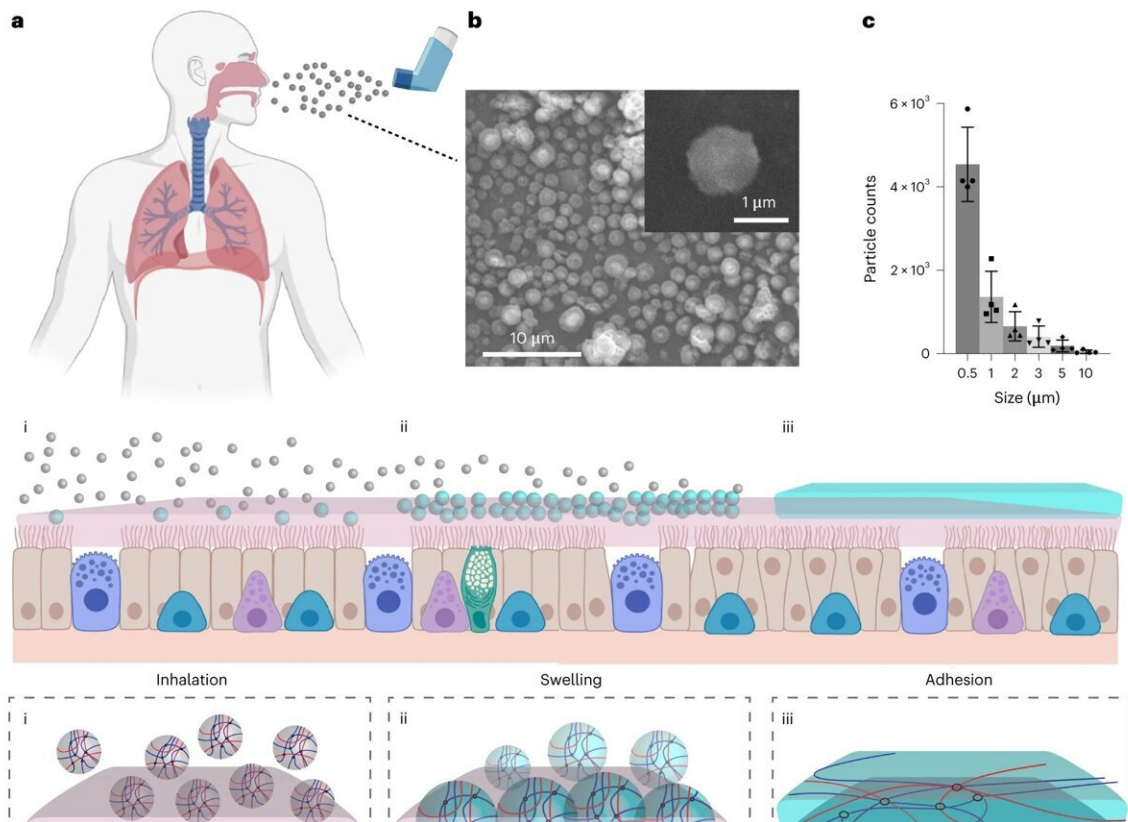 a
b
c
1 μm
10 μm
6 × 10³
4 × 10³
2 × 10³
0
Particle counts
0.5 1 2 3 5 10
Size (μm)
i
ii
iii
Inhalation
Swelling
Adhesion
i
ii
iii